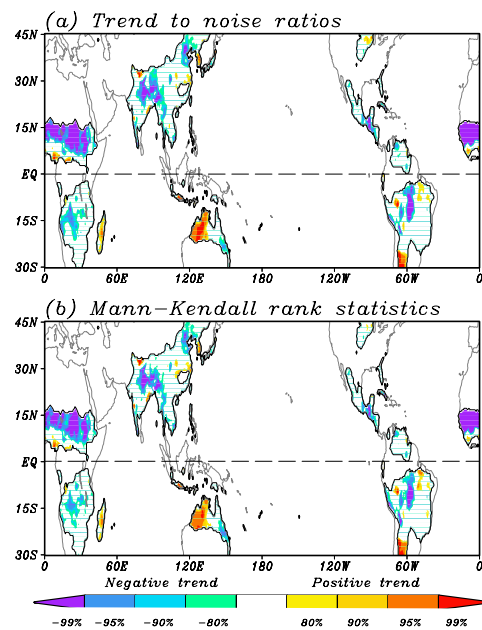 (a) Trend to noise ratios
45N
30N
15N
EQ
15S
30S
0 60E 120E 180 120W 60W 0
(b) Mann-Kendall rank statistics
45N
30N
15N
EQ
15S
30S
0 60E 120E 180 120W 60W 0
Negative trend Positive trend
-99% -95% -90% -80% 80% 90% 95% 99%